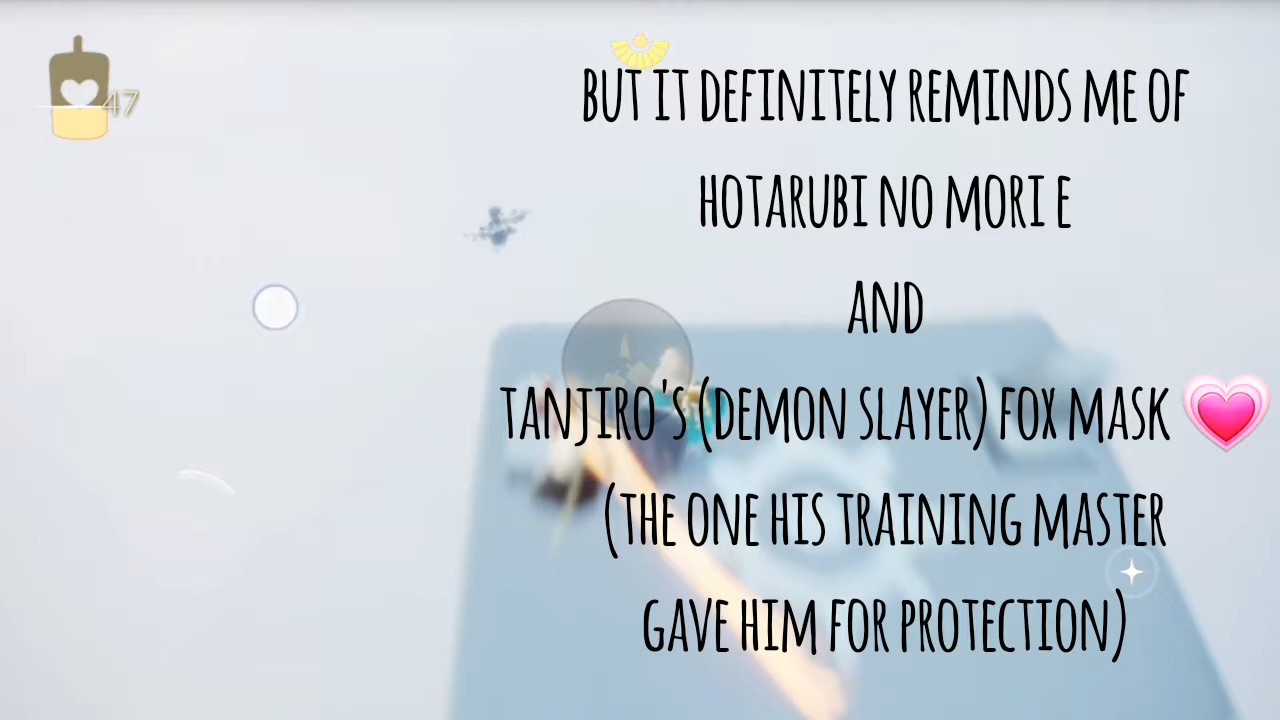 47
BUT IT DEFINITELY REMINDS ME OF
HOTARUBI NO MORI E
AND
TANJIRO'S (DEMON SLAYER) FOX MASK 💗
(THE ONE HIS TRAINING MASTER
GAVE HIM FOR PROTECTION)